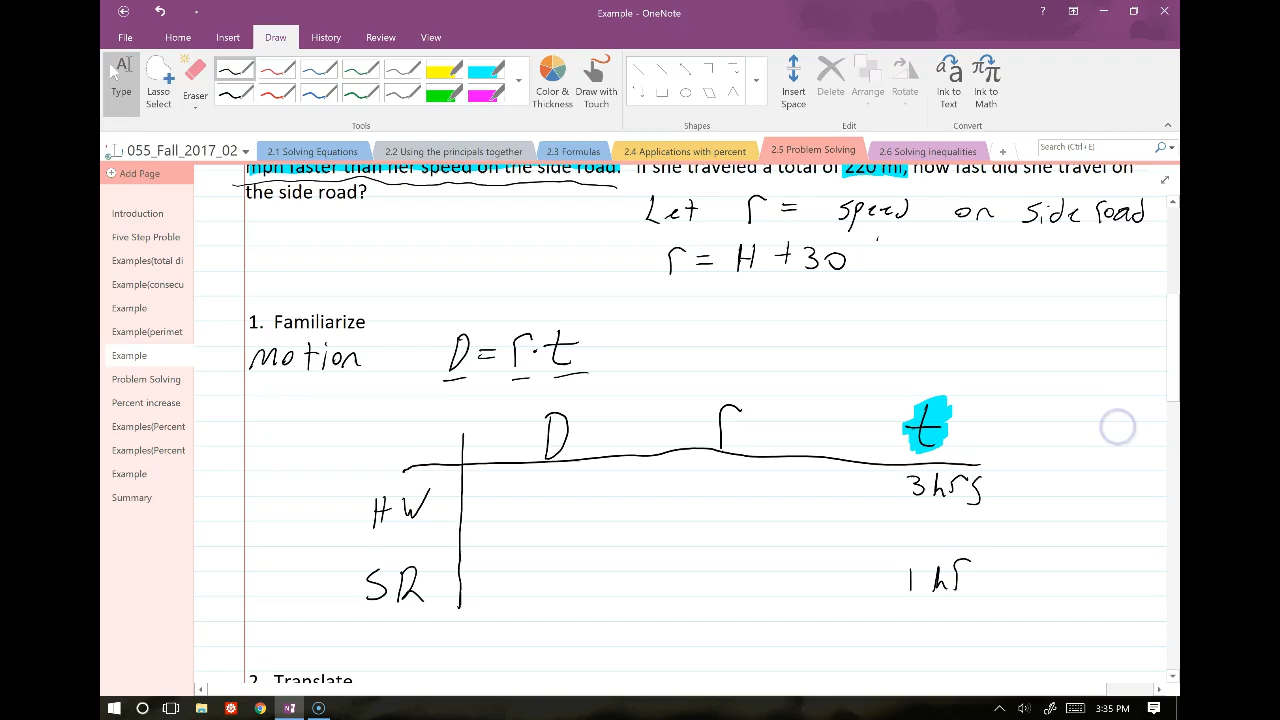 Example - OneNote
File Home Insert Draw History Review View
Type
Lasso Select
Eraser
Color & Thickness
Draw with Touch
Insert Space
Delete
Arrange
Rotate
Ink to Text
Ink to Math
Tools
Shapes
Edit
Convert
055_Fall_2017_02
2.1 Solving Equations
2.2 Using the principals together
2.3 Formulas
2.4 Applications with percent
2.5 Problem Solving
2.6 Solving inequalities
Search (Ctrl+E)
Add Page
Introduction
Five Step Proble
Examples(total di
Example(consecu
Example
Example(perimet
Example
Problem Solving
Percent increase
Examples(Percent
Examples(Percent
Example
Summary
mph faster than her speed on the side road. If she traveled a total of 220 mi, how fast did she travel on
the side road?
Let r = speed on side road
r = H + 30
1. Familiarize
motion D = r · t
D r t
HW 3 hrs
SR 1 hr
2. Translate
3:35 PM